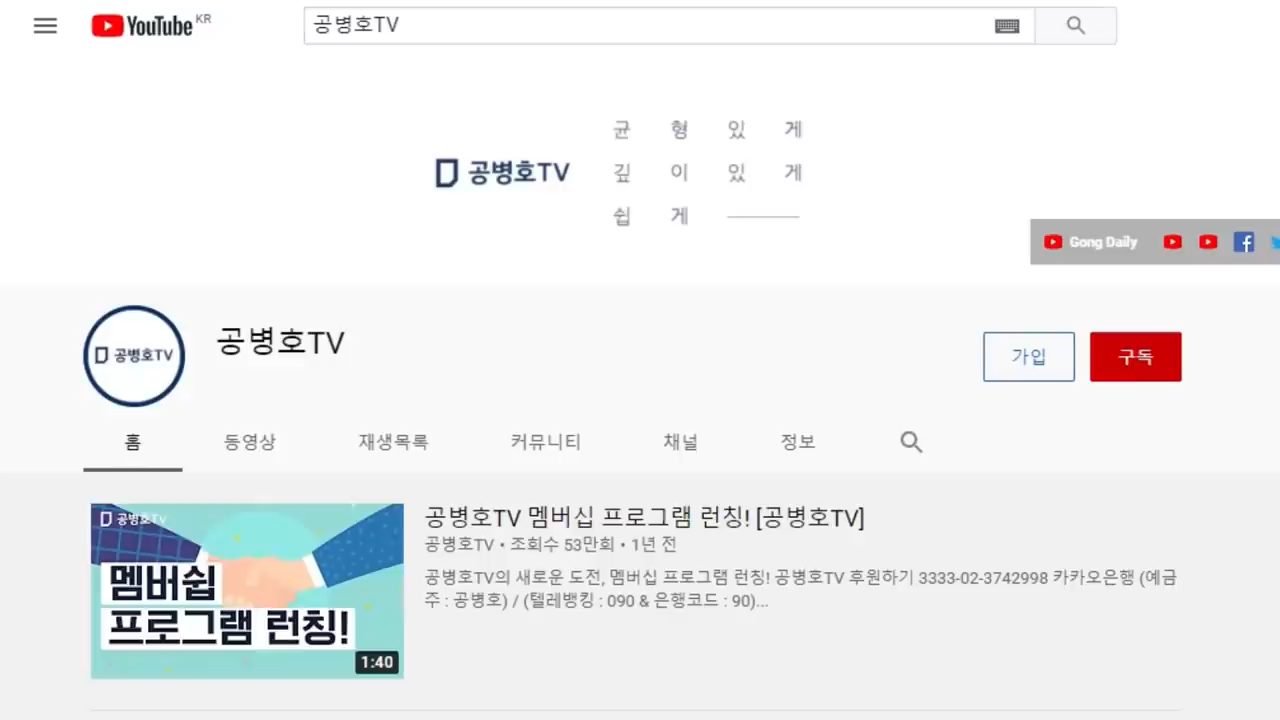 YouTube KR
공병호TV
공병호TV
균 형 있 게
깊 이 있 게
쉽 게
Gong Daily
공병호TV
공병호TV
가입
구독
홈 동영상 재생목록 커뮤니티 채널 정보
공병호TV
멤버쉽
프로그램 런칭!
1:40
공병호TV 멤버십 프로그램 런칭! [공병호TV]
공병호TV • 조회수 53만회 • 1년 전
공병호TV의 새로운 도전, 멤버십 프로그램 런칭! 공병호TV 후원하기 3333-02-3742998 카카오은행 (예금
주 : 공병호) / (텔레뱅킹 : 090 & 은행코드 : 90)...